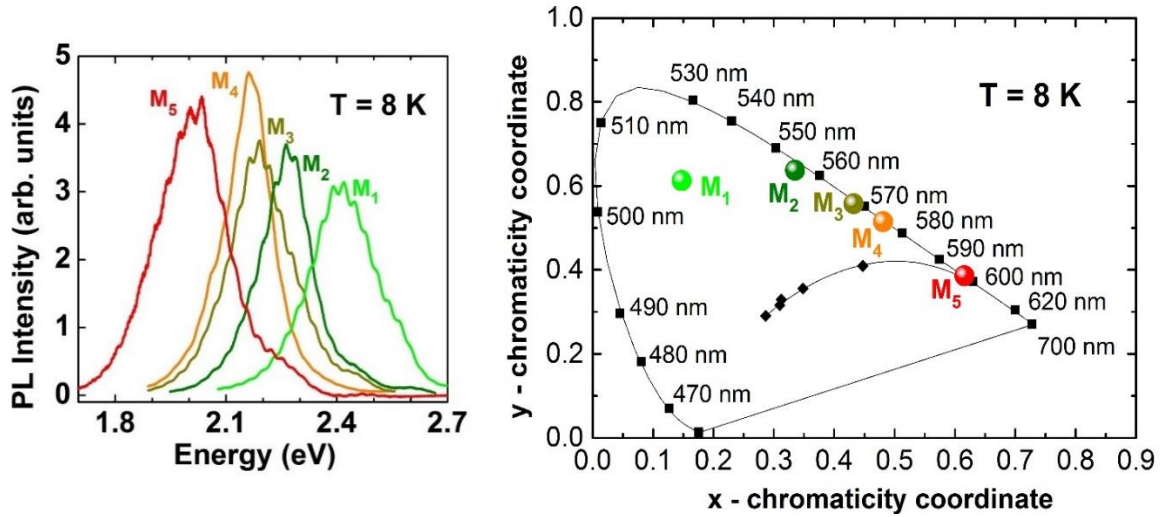 PL Intensity (arb. units)
5
4
3
2
1
0
M5
M4
M3
M2
M1
T = 8 K
1.8
2.1
2.4
2.7
Energy (eV)
y - chromaticity coordinate
1.0
0.8
0.6
0.4
0.2
0.0
530 nm
T = 8 K
540 nm
510 nm
550 nm
560 nm
M1
M2
M3
570 nm
500 nm
M4
580 nm
590 nm
M5
600 nm
490 nm
620 nm
700 nm
480 nm
470 nm
0.0 0.1 0.2 0.3 0.4 0.5 0.6 0.7 0.8 0.9
x - chromaticity coordinate